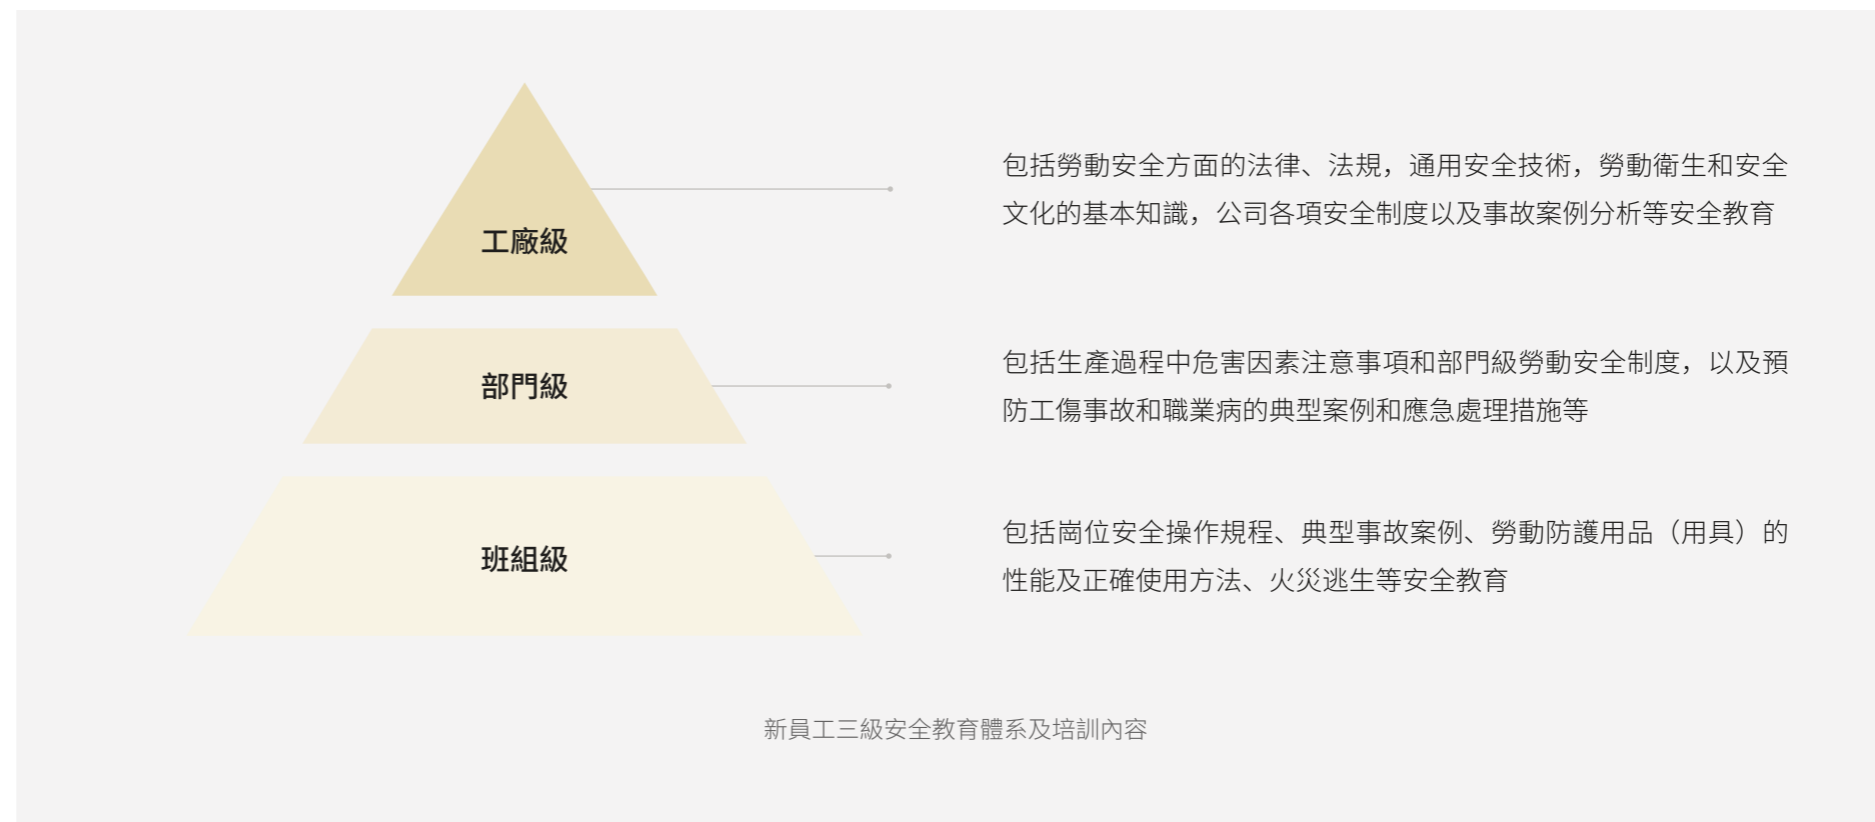 工廠級
包括勞動安全方面的法律、法規，通用安全技術，勞動衛生和安全
文化的基本知識，公司各項安全制度以及事故案例分析等安全教育
部門級
包括生產過程中危害因素注意事項和部門級勞動安全制度，以及預
防工傷事故和職業病的典型案例和應急處理措施等
班組級
包括崗位安全操作規程、典型事故案例、勞動防護用品（用具）的
性能及正確使用方法、火災逃生等安全教育
新員工三級安全教育體系及培訓內容